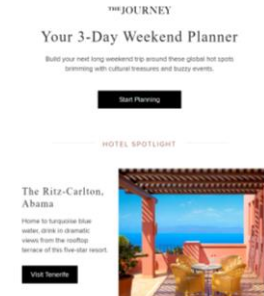 THE JOURNEY
Your 3-Day Weekend Planner
Build your next long weekend trip around these global hot spots
brimming with cultural treasures and buzzy events.
Start Planning
HOTEL SPOTLIGHT
The Ritz-Carlton,
Abama
Home to turquoise blue
water, drink in dramatic
views from the rooftop
terrace of this five-star resort.
Visit Tenerife